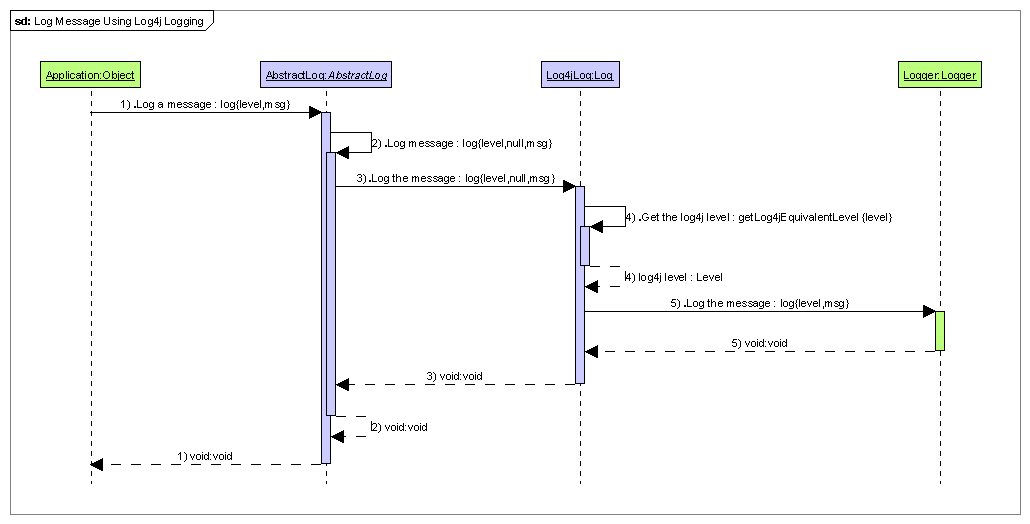 sd: Log Message Using Log4j Logging
Application:Object
AbstractLog:AbstractLog
Log4jLog:Log
Logger:Logger
1) .Log a message : log{level,msg}
2) .Log message : log{level,null,msg}
3) .Log the message : log{level,null,msg}
4) .Get the log4j level : getLog4jEquivalentLevel {level}
4) log4j level : Level
5) .Log the message : log{level,msg}
5) void:void
3) void:void
2) void:void
1) void:void